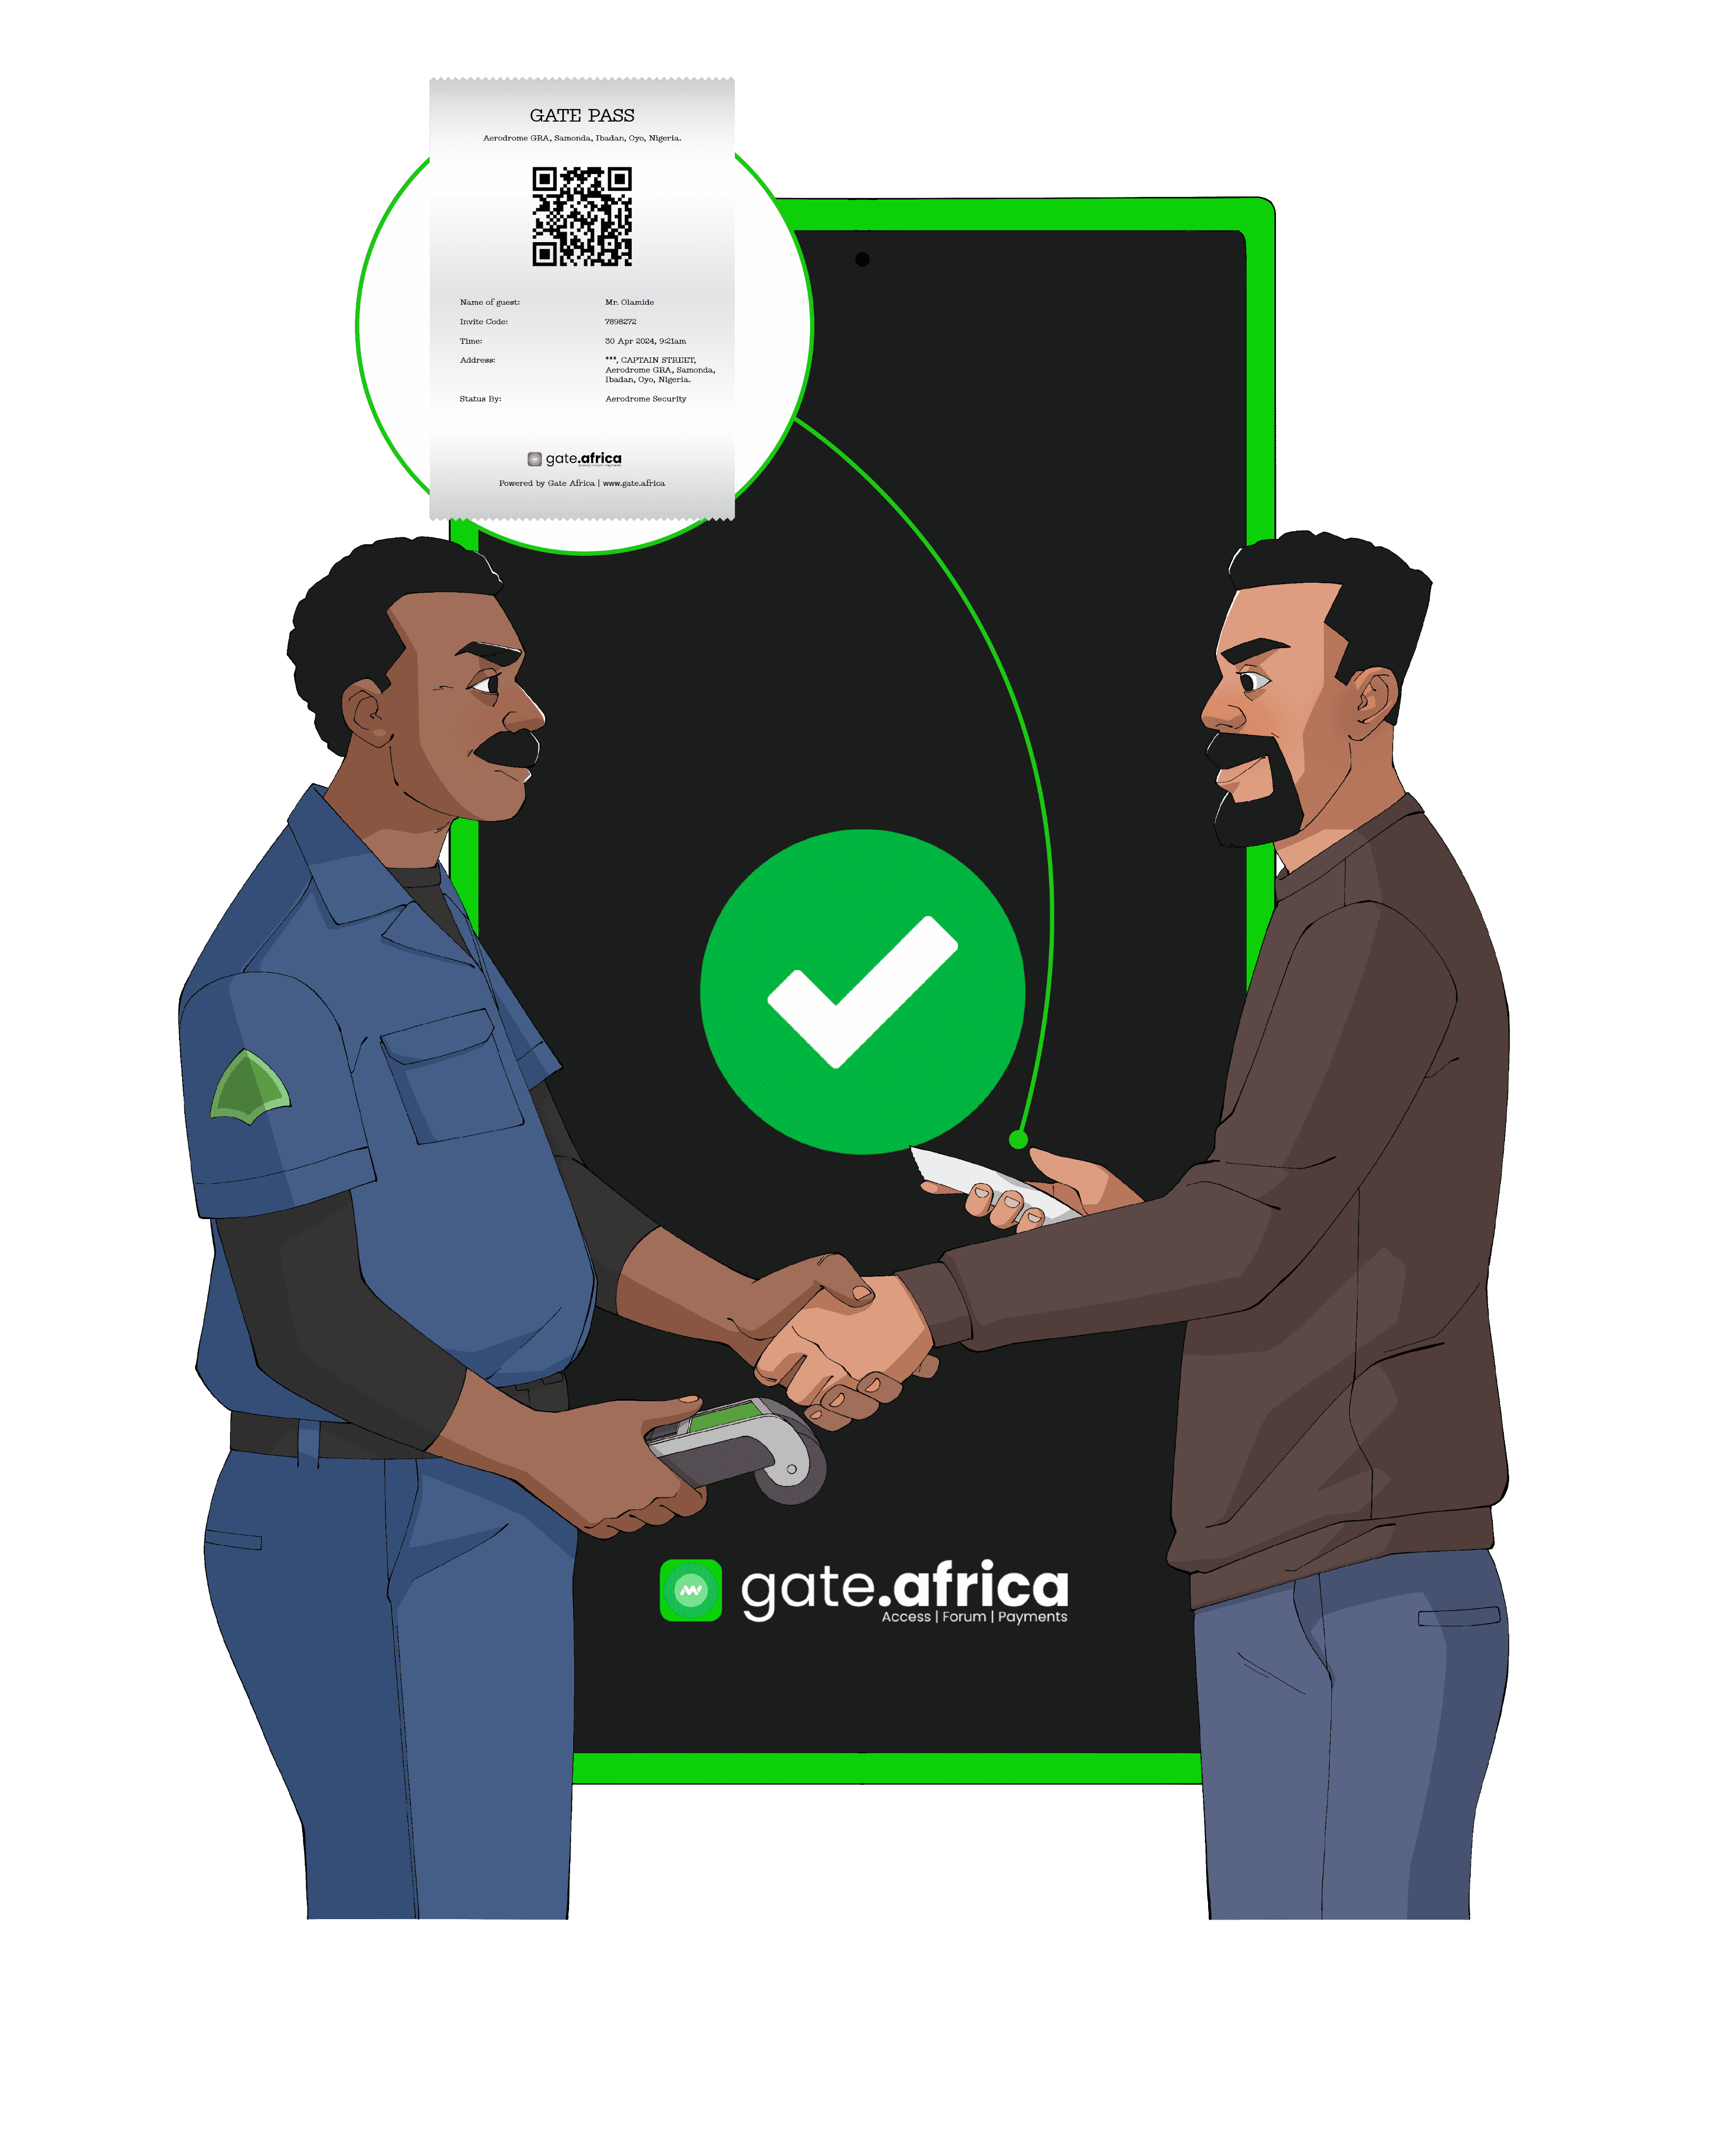 GATE PASS
Aerodrome GRA, Samonda, Ibadan, Oyo, Nigeria.
Name of guest: Mr. Olamide
Invite Code: 7898272
Time: 30 Apr 2024, 9:21am
Address: ***, CAPTAIN STREET,
Aerodrome GRA, Samonda,
Ibadan, Oyo, Nigeria.
Status By: Aerodrome Security
gate.africa
Powered by Gate Africa | www.gate.africa
gate.africa
Access | Forum | Payments